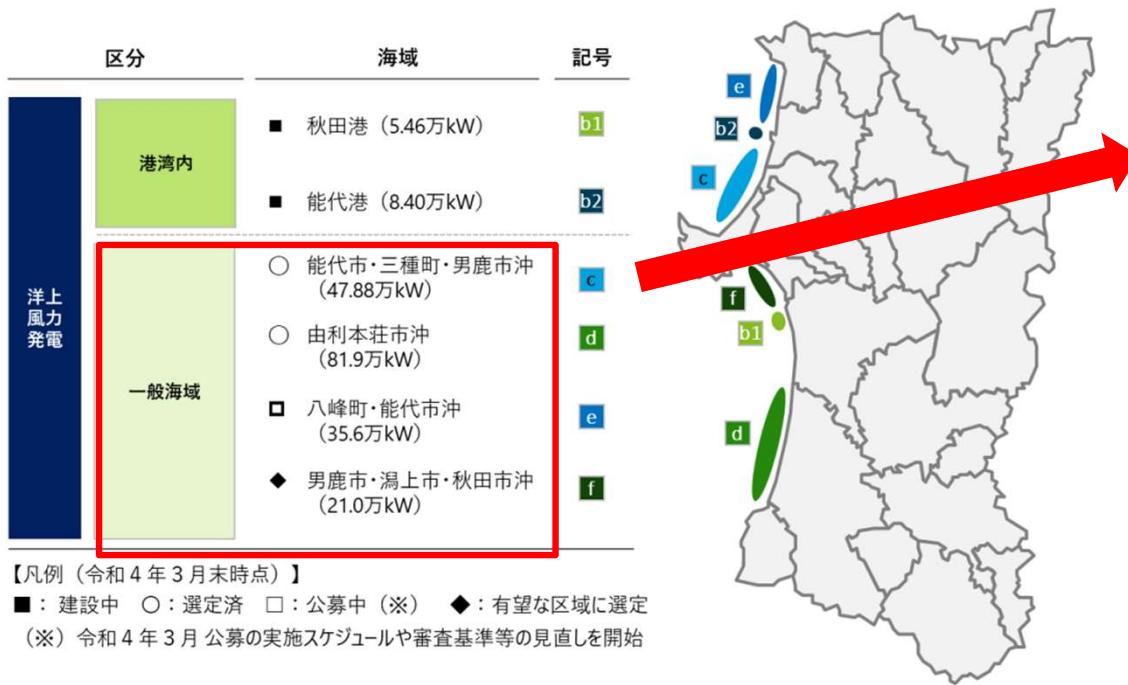 区分 海域 記号
洋上風力発電
港湾内
■ 秋田港（5.46万kW） b1
■ 能代港（8.40万kW） b2
一般海域
○ 能代市・三種町・男鹿市沖
（47.88万kW） c
○ 由利本荘市沖
（81.9万kW） d
□ 八峰町・能代市沖
（35.6万kW） e
◆ 男鹿市・潟上市・秋田市沖
（21.0万kW） f
【凡例（令和４年３月末時点）】
■： 建設中 ○：選定済 □：公募中（※） ◆：有望な区域に選定
（※）令和４年３月 公募の実施スケジュールや審査基準等の見直しを開始
e
b2
c
f
b1
d